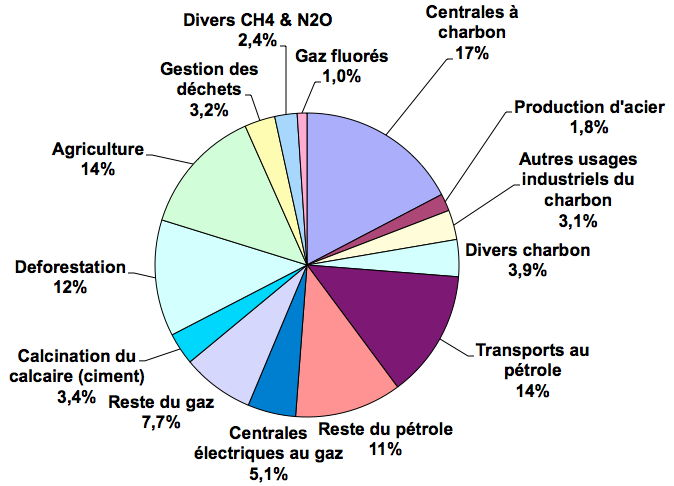 Centrales à
charbon
17%
Production d'acier
1,8%
Autres usages
industriels du
charbon
3,1%
Divers charbon
3,9%
Transports au
pétrole
14%
Reste du pétrole
11%
Centrales
électriques au gaz
5,1%
Reste du gaz
7,7%
Calcination du
calcaire (ciment)
3,4%
Deforestation
12%
Agriculture
14%
Gestion des
déchets
3,2%
Divers CH4 & N2O
2,4%
Gaz fluorés
1,0%